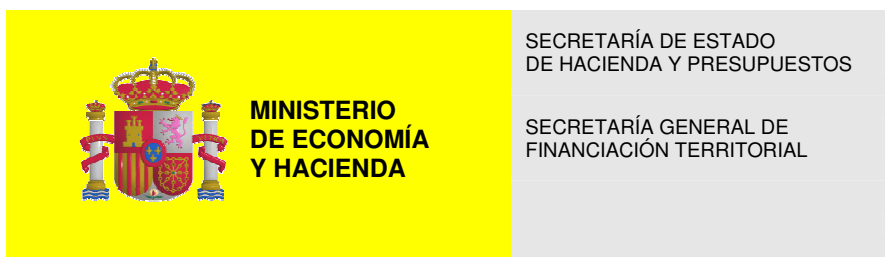 MINISTERIO
DE ECONOMÍA
Y HACIENDA
SECRETARÍA DE ESTADO
DE HACIENDA Y PRESUPUESTOS
SECRETARÍA GENERAL DE
FINANCIACIÓN TERRITORIAL